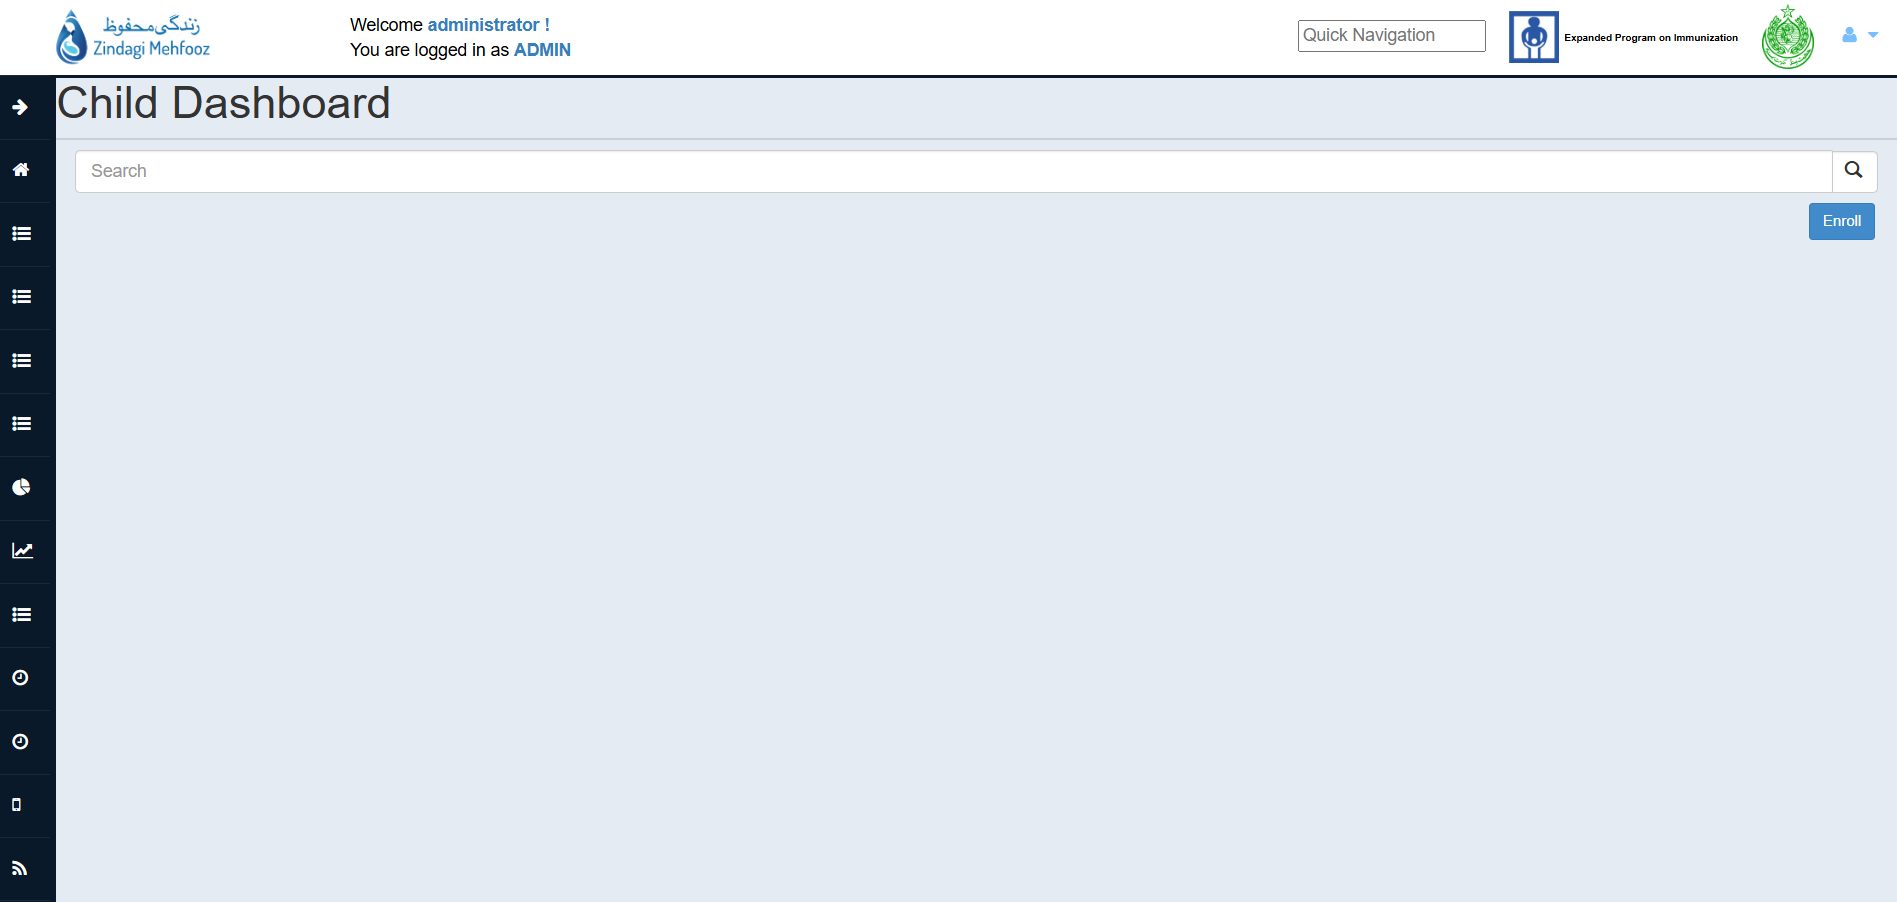 زندگی محفوظ
Zindagi Mehfooz
Welcome administrator !
You are logged in as ADMIN
Quick Navigation
Expanded Program on Immunization
Child Dashboard
Search
Enroll